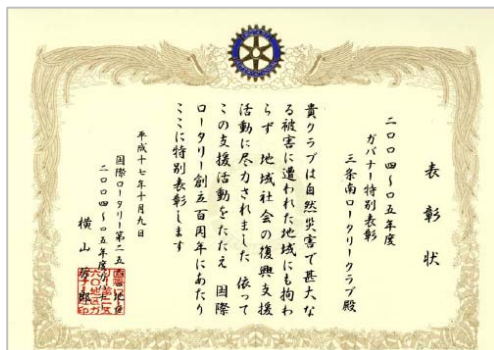 表彰状
二〇〇四~〇五年度
ガバナー特別表彰
三条南ロータリークラブ殿
貴クラブは自然災害で甚大な
る被害に遭われた地域にも拘わ
らず 地域社会の復興支援
活動に尽力されました 依って
この支援活動をたたえ 国際
ロータリー創立百周年にあたり
ここに特別表彰します
平成十七年十月九日
国際ロータリー第二五
二〇〇四~〇五年度ガバナー
横山